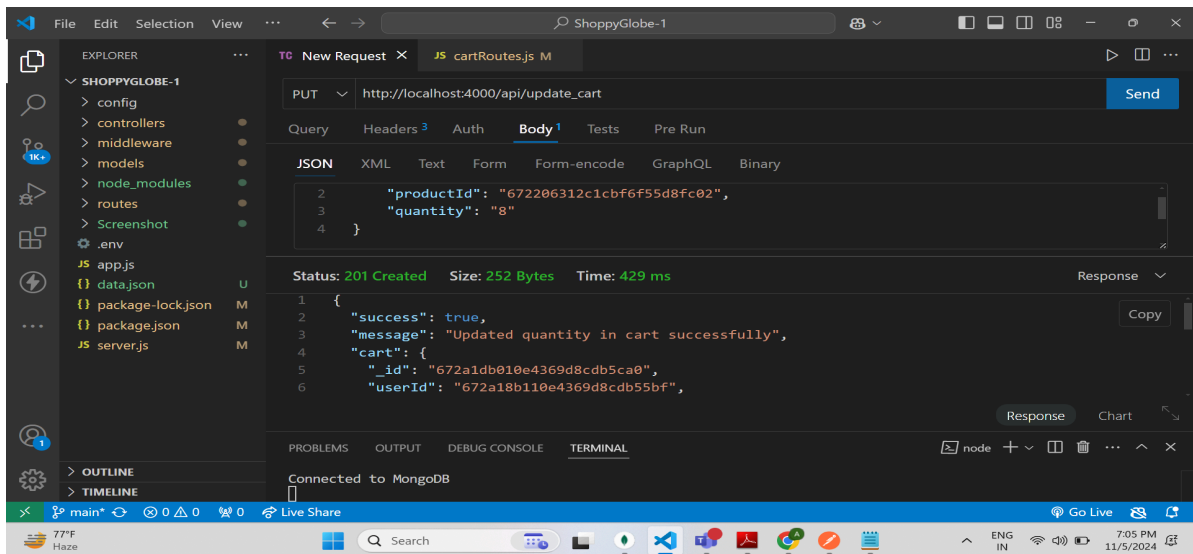 File Edit Selection View ··· ShoppyGlobe-1
EXPLORER ···
SHOPPYGLOBE-1
config
controllers
middleware
models
node_modules
routes
Screenshot
.env
JS app.js
{} data.json U
{} package-lock.json M
{} package.json M
JS server.js M
OUTLINE
TIMELINE
1K+
1
TC New Request JS cartRoutes.js M
PUT http://localhost:4000/api/update_cart Send
Query Headers 3 Auth Body 1 Tests Pre Run
JSON XML Text Form Form-encode GraphQL Binary
2 "productId": "672206312c1cbf6f55d8fc02",
3 "quantity": "8"
4 }
Status: 201 Created Size: 252 Bytes Time: 429 ms Response
1 {
2 "success": true,
3 "message": "Updated quantity in cart successfully",
4 "cart": {
5 "_id": "672a1db010e4369d8cdb5ca0",
6 "userId": "672a18b110e4369d8cdb55bf",
Copy
Response Chart
PROBLEMS OUTPUT DEBUG CONSOLE TERMINAL node
Connected to MongoDB
main* 0 0 0 Live Share Go Live
77°F
Haze
Search
ENG
IN
7:05 PM
11/5/2024